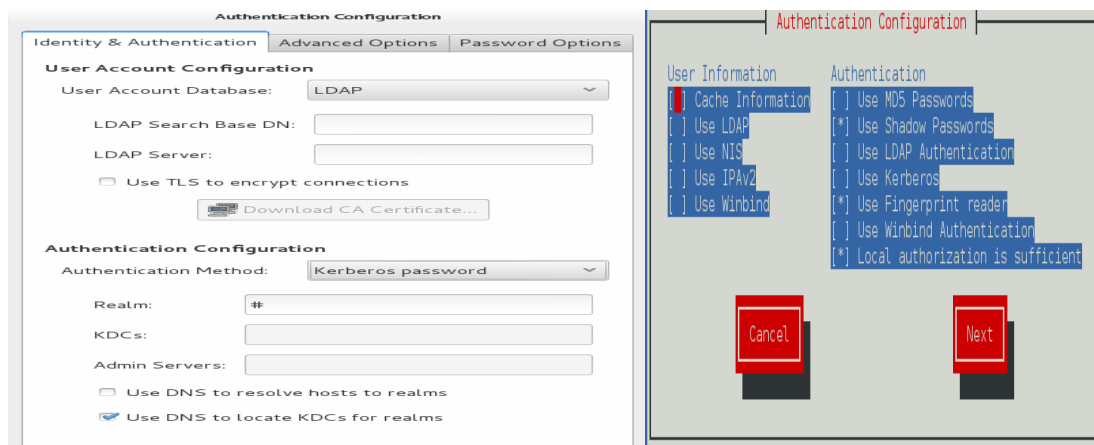 Authentication Configuration
Identity & Authentication Advanced Options Password Options
User Account Configuration
User Account Database: LDAP
LDAP Search Base DN:
LDAP Server:
Use TLS to encrypt connections
Download CA Certificate...
Authentication Configuration
Authentication Method: Kerberos password
Realm: #
KDCs:
Admin Servers:
Use DNS to resolve hosts to realms
Use DNS to locate KDCs for realms
Authentication Configuration
User Information Authentication
[ ] Cache Information [ ] Use MD5 Passwords
[ ] Use LDAP [*] Use Shadow Passwords
[ ] Use NIS [ ] Use LDAP Authentication
[ ] Use IPAv2 [ ] Use Kerberos
[ ] Use Winbind [*] Use Fingerprint reader
[ ] Use Winbind Authentication
[*] Local authorization is sufficient
Cancel Next